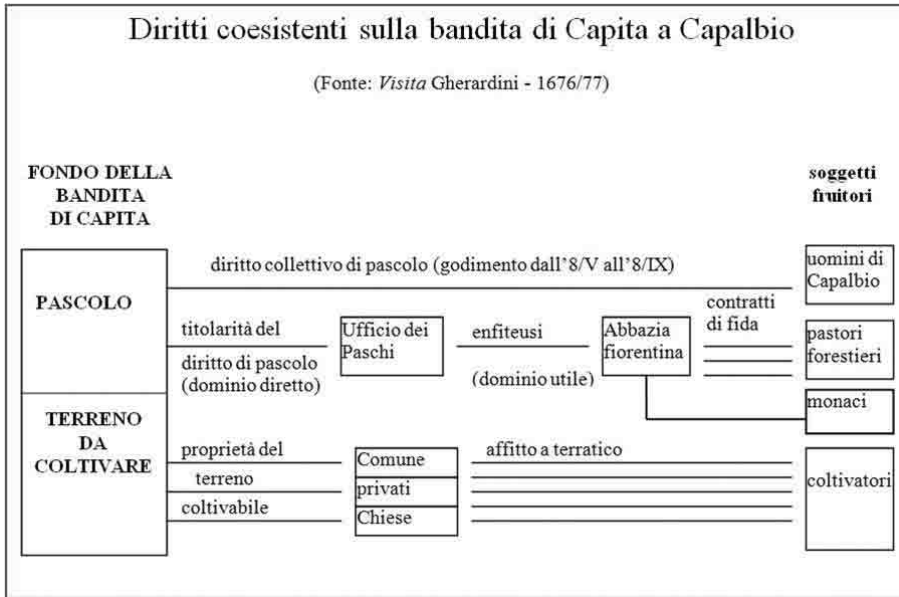 Diritti coesistenti sulla bandita di Capita a Capalbio
(Fonte: Visita Gherardini - 1676/77)
FONDO DELLA
BANDITA
DI CAPITA
soggetti
fruitori
PASCOLO
diritto collettivo di pascolo (godimento dall'8/V all'8/IX)
uomini di
Capalbio
titolarità del
diritto di pascolo
(dominio diretto)
Ufficio dei
Paschi
enfiteusi
(dominio utile)
Abbazia
fiorentina
contratti
di fida
pastori
forestieri
monaci
TERRENO
DA
COLTIVARE
proprietà del
terreno
coltivabile
Comune
privati
Chiese
affitto a terratico
coltivatori